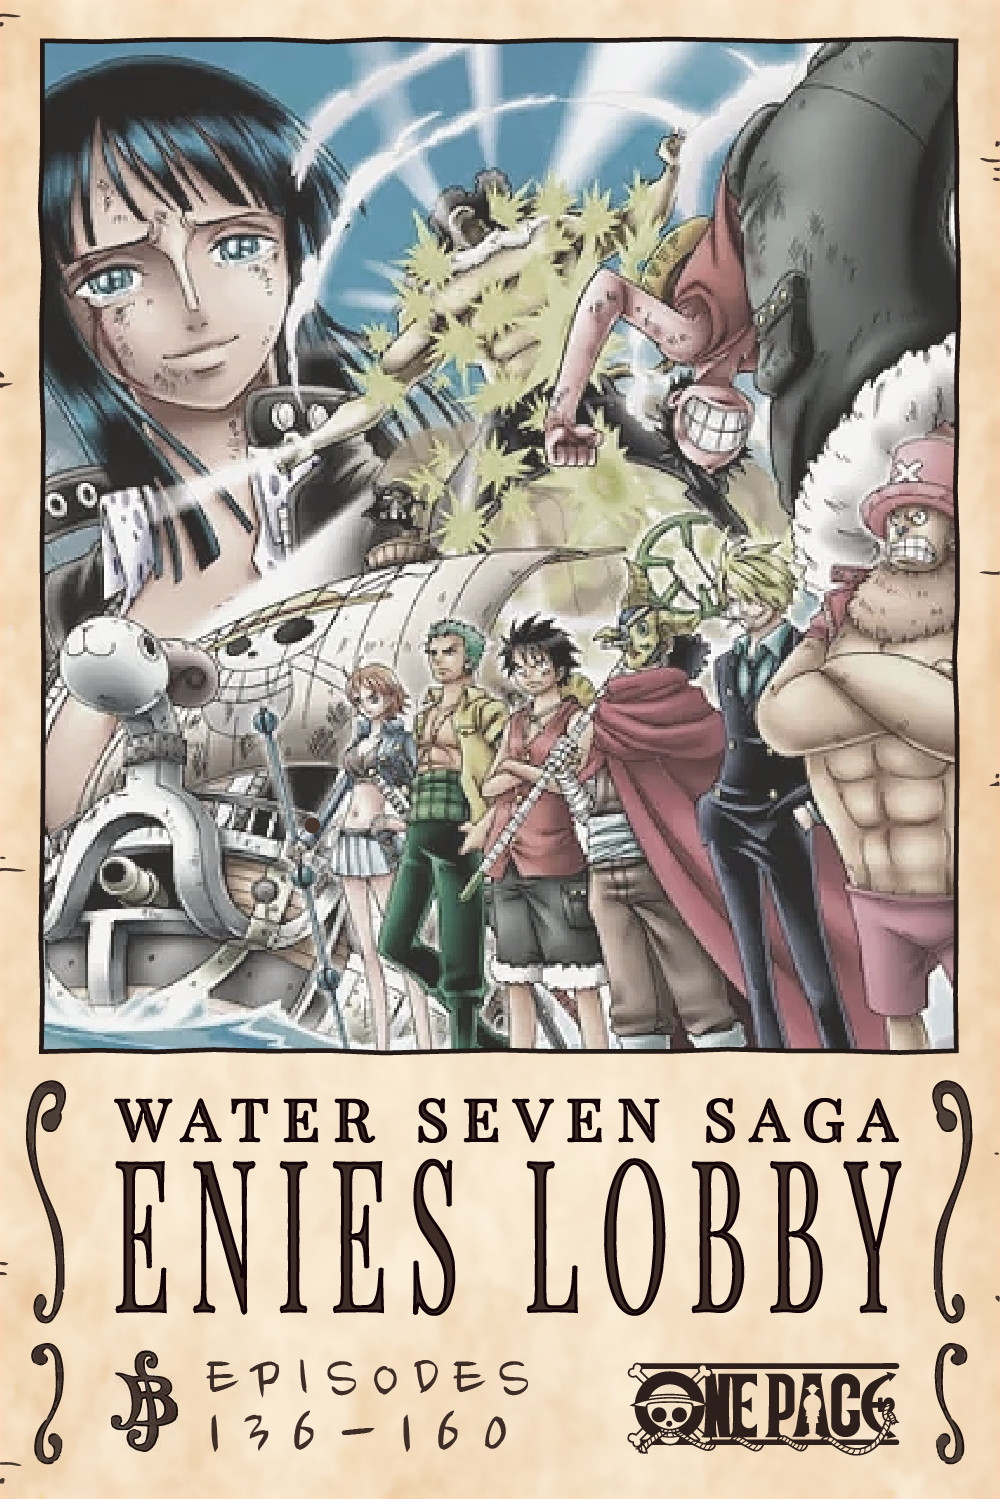 WATER SEVEN SAGA
ENIES LOBBY
EPISODES
136-160
ONE PACE